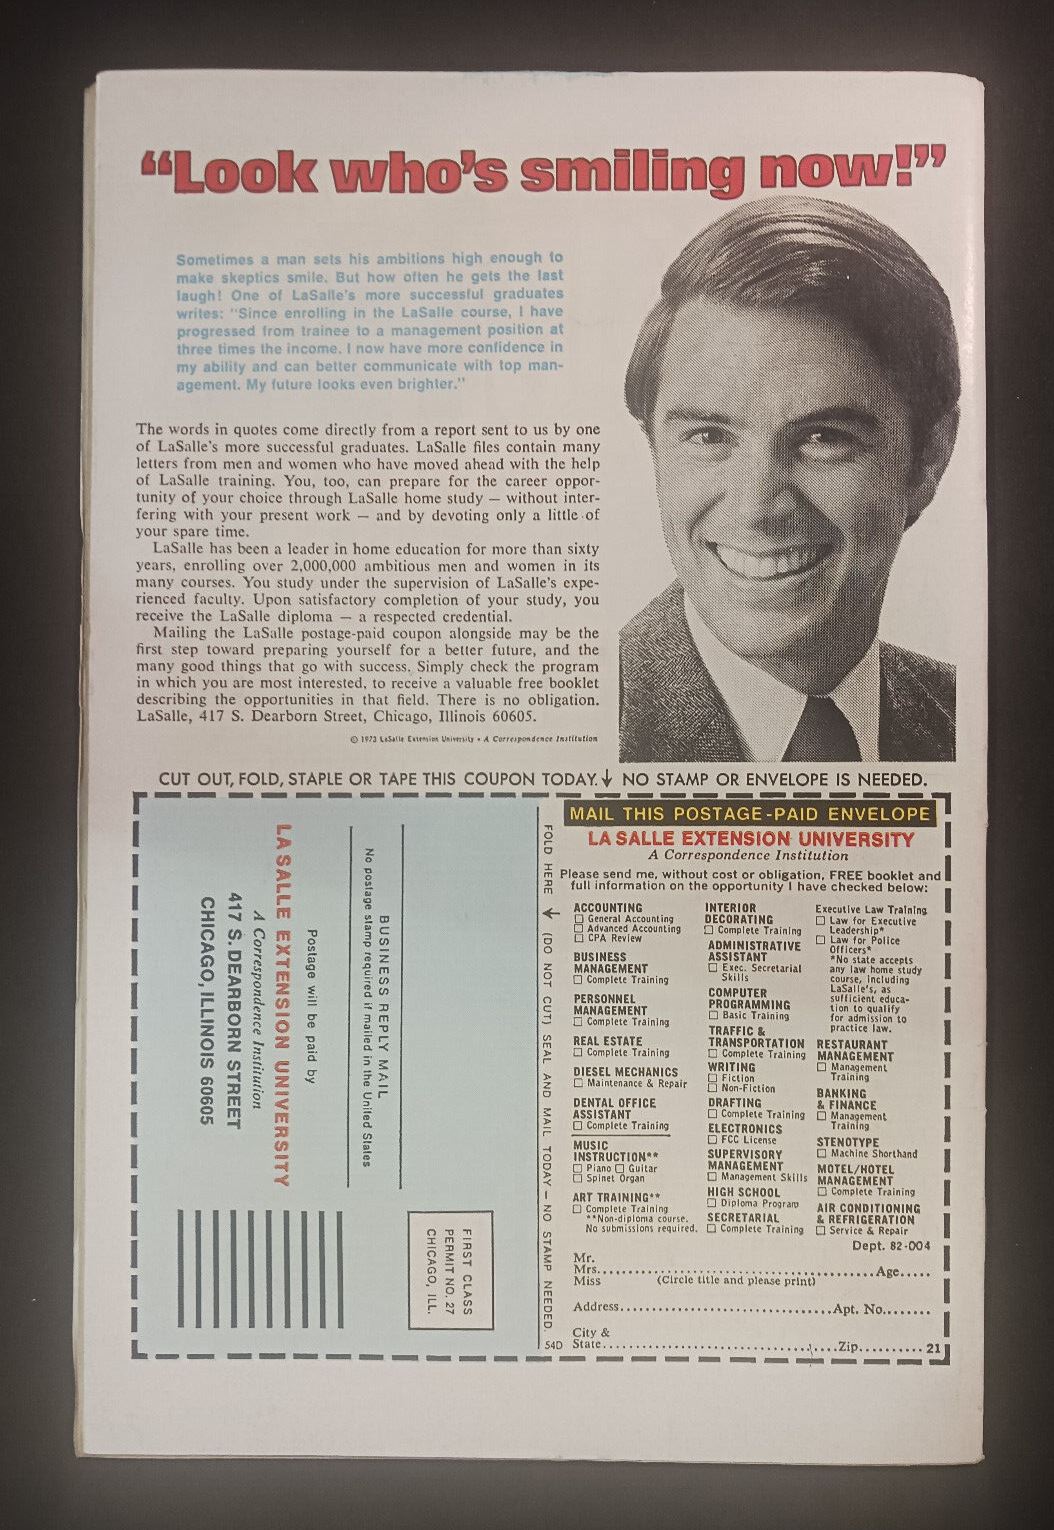 “Look who’s smiling now!”
Sometimes a man sets his ambitions high enough to
make skeptics smile. But how often he gets the last
laugh! One of LaSalle's more successful graduates
writes: "Since enrolling in the LaSalle course, I have
progressed from trainee to a management position at
three times the income. I now have more confidence in
my ability and can better communicate with top man-
agement. My future looks even brighter."
The words in quotes come directly from a report sent to us by one
of LaSalle's more successful graduates. LaSalle files contain many
letters from men and women who have moved ahead with the help
of LaSalle training. You, too, can prepare for the career oppor-
tunity of your choice through LaSalle home study — without inter-
fering with your present work — and by devoting only a little of
your spare time.
LaSalle has been a leader in home education for more than sixty
years, enrolling over 2,000,000 ambitious men and women in its
many courses. You study under the supervision of LaSalle's expe-
rienced faculty. Upon satisfactory completion of your study, you
receive the LaSalle diploma — a respected credential.
Mailing the LaSalle postage-paid coupon alongside may be the
first step toward preparing yourself for a better future, and the
many good things that go with success. Simply check the program
in which you are most interested, to receive a valuable free booklet
describing the opportunities in that field. There is no obligation.
LaSalle, 417 S. Dearborn Street, Chicago, Illinois 60605.
© 1973 LaSalle Extension University • A Correspondence Institution
CUT OUT, FOLD, STAPLE OR TAPE THIS COUPON TODAY. ↓ NO STAMP OR ENVELOPE IS NEEDED.
FIRST CLASS
PERMIT NO. 27
CHICAGO, ILL.
BUSINESS REPLY MAIL
No postage stamp required if mailed in the United States
Postage will be paid by
LA SALLE EXTENSION UNIVERSITY
A Correspondence Institution
417 S. DEARBORN STREET
CHICAGO, ILLINOIS 60605
FOLD HERE ↓ (DO NOT CUT) SEAL AND MAIL TODAY — NO STAMP NEEDED.
54D
MAIL THIS POSTAGE-PAID ENVELOPE
LA SALLE EXTENSION UNIVERSITY
A Correspondence Institution
Please send me, without cost or obligation, FREE booklet and
full information on the opportunity I have checked below:
ACCOUNTING
☐ General Accounting
☐ Advanced Accounting
☐ CPA Review
BUSINESS
MANAGEMENT
☐ Complete Training
PERSONNEL
MANAGEMENT
☐ Complete Training
REAL ESTATE
☐ Complete Training
DIESEL MECHANICS
☐ Maintenance & Repair
DENTAL OFFICE
ASSISTANT
☐ Complete Training
MUSIC
INSTRUCTION**
☐ Piano ☐ Guitar
☐ Spinet Organ
ART TRAINING**
☐ Complete Training
**Non-diploma course.
No submissions required.
INTERIOR
DECORATING
☐ Complete Training
ADMINISTRATIVE
ASSISTANT
☐ Exec. Secretarial
Skills
COMPUTER
PROGRAMMING
☐ Basic Training
TRAFFIC &
TRANSPORTATION
☐ Complete Training
WRITING
☐ Fiction
☐ Non-Fiction
DRAFTING
☐ Complete Training
ELECTRONICS
☐ FCC License
SUPERVISORY
MANAGEMENT
☐ Management Skills
HIGH SCHOOL
☐ Diploma Program
SECRETARIAL
☐ Complete Training
Executive Law Training
☐ Law for Executive
Leadership*
☐ Law for Police
Officers*
*No state accepts
any law home study
course, including
LaSalle's, as
sufficient educa-
tion to qualify
for admission to
practice law.
RESTAURANT
MANAGEMENT
☐ Management
Training
BANKING
& FINANCE
☐ Management
Training
STENOTYPE
☐ Machine Shorthand
MOTEL/HOTEL
MANAGEMENT
☐ Complete Training
AIR CONDITIONING
& REFRIGERATION
☐ Service & Repair
Dept. 82-004
Mr.
Mrs. Age
Miss (Circle title and please print)
Address Apt. No.
City &
State Zip 21